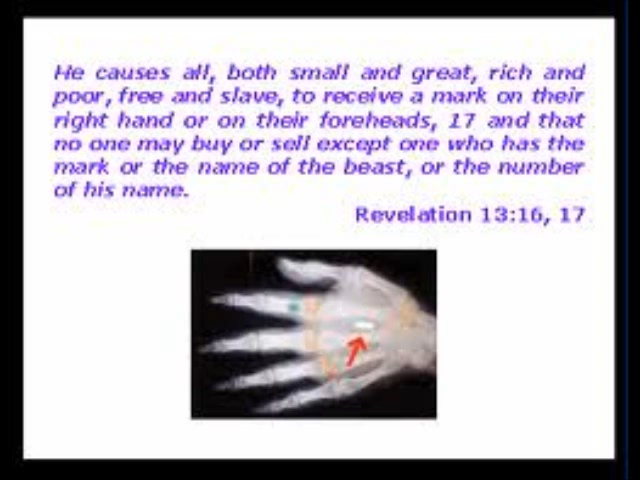 He causes all, both small and great, rich and
poor, free and slave, to receive a mark on their
right hand or on their foreheads, 17 and that
no one may buy or sell except one who has the
mark or the name of the beast, or the number
of his name.
Revelation 13:16, 17